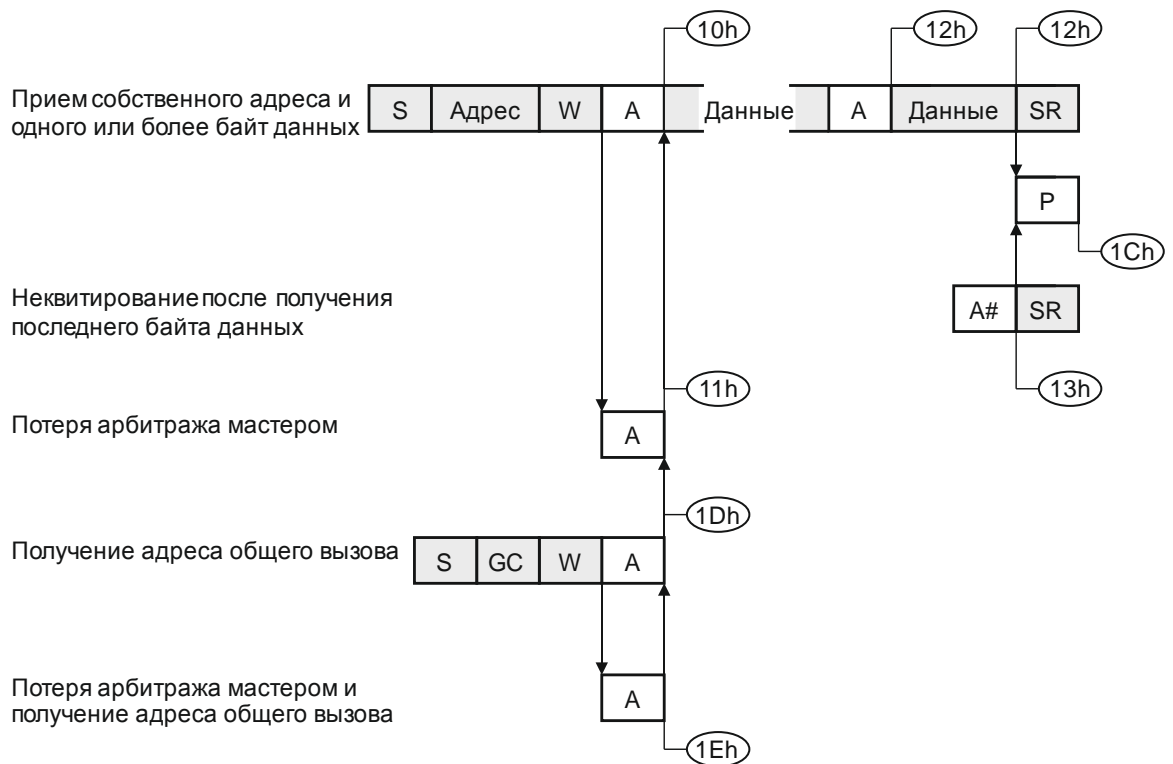 10h 12h 12h
Прием собственного адреса и
одного или более байт данных
S Адрес W A Данные A Данные SR
P
1Ch
Неквитирование после получения
последнего байта данных
A# SR
11h 13h
Потеря арбитража мастером
A
1Dh
Получение адреса общего вызова
S GC W A
Потеря арбитража мастером и
получение адреса общего вызова
A
1Eh